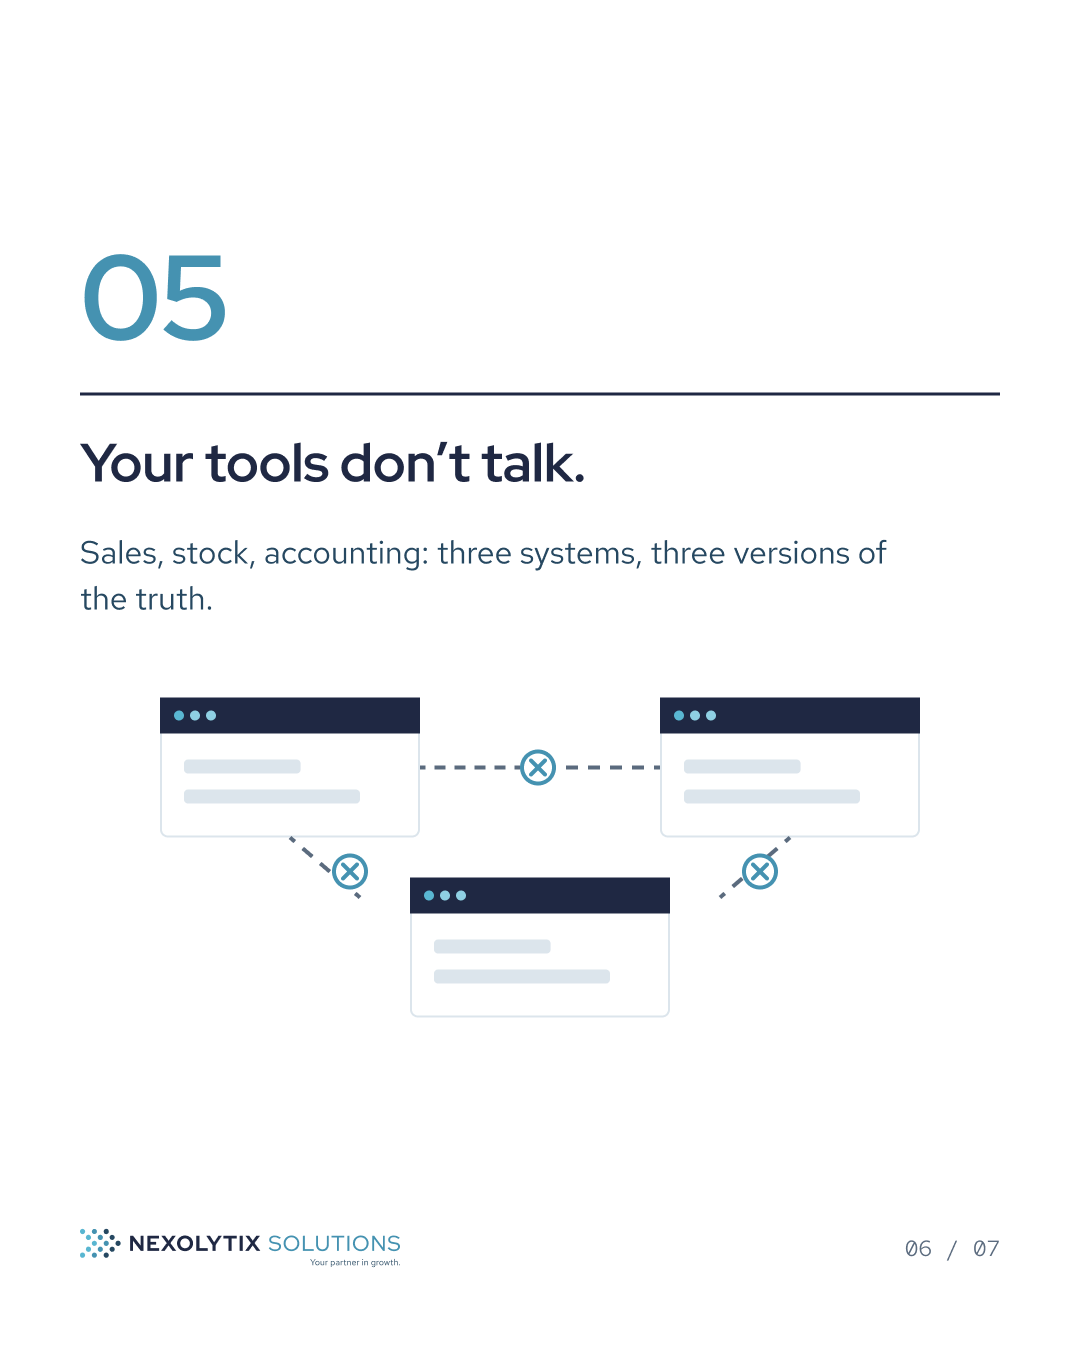 05
Your tools don’t talk.
Sales, stock, accounting: three systems, three versions of
the truth.
NEXOLYTIX SOLUTIONS
Your partner in growth.
06 / 07